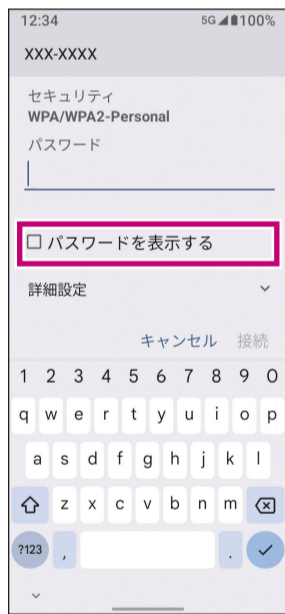 12:34 5G 100%
XXX-XXXX
セキュリティ
WPA/WPA2-Personal
パスワード
パスワードを表示する
詳細設定
キャンセル 接続
1 2 3 4 5 6 7 8 9 0
q w e r t y u i o p
a s d f g h j k l
z x c v b n m
?123 , .